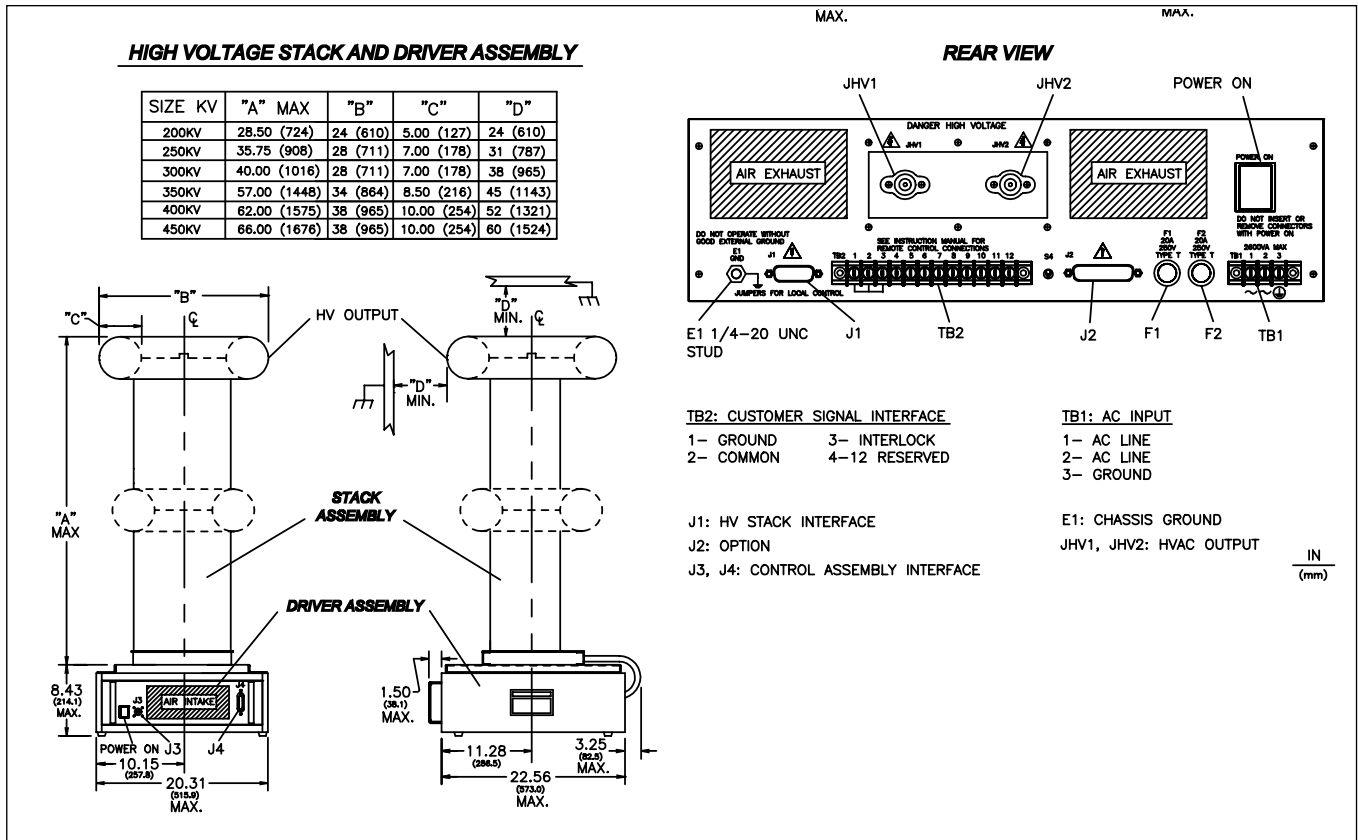 MAX.
MAX.
HIGH VOLTAGE STACK AND DRIVER ASSEMBLY
SIZE KV "A" MAX "B" "C" "D"
200KV 28.50 (724) 24 (610) 5.00 (127) 24 (610)
250KV 35.75 (908) 28 (711) 7.00 (178) 31 (787)
300KV 40.00 (1016) 28 (711) 7.00 (178) 38 (965)
350KV 57.00 (1448) 34 (864) 8.50 (216) 45 (1143)
400KV 62.00 (1575) 38 (965) 10.00 (254) 52 (1321)
450KV 66.00 (1676) 38 (965) 10.00 (254) 60 (1524)
"B"
"C"
℄
HV OUTPUT
"D"
MIN.
℄
"D"
MIN.
"A"
MAX
STACK
ASSEMBLY
DRIVER ASSEMBLY
8.43
(214.1)
MAX.
J3
AIR INTAKE
J4
POWER ON J3 J4
10.15
(257.8)
20.31
(515.9)
MAX.
1.50
(38.1)
MAX.
11.28
(286.5)
3.25
(82.5)
MAX.
22.56
(573.0)
MAX.
REAR VIEW
JHV1
JHV2
POWER ON
DANGER HIGH VOLTAGE
JHV1
JHV2
AIR EXHAUST
AIR EXHAUST
POWER ON
DO NOT INSERT OR
REMOVE CONNECTORS
WITH POWER ON
DO NOT OPERATE WITHOUT
GOOD EXTERNAL GROUND
SEE INSTRUCTION MANUAL FOR
REMOTE CONTROL CONNECTIONS
E1
GND
J1
TB2 1 2 3 4 5 6 7 8 9 10 11 12
S4
J2
F1
20A
250V
TYPE T
F2
20A
250V
TYPE T
2600VA MAX
TB1 1 2 3
JUMPERS FOR LOCAL CONTROL
E1 1/4-20 UNC
STUD
J1
TB2
J2
F1
F2
TB1
TB2: CUSTOMER SIGNAL INTERFACE
1- GROUND 3- INTERLOCK
2- COMMON 4-12 RESERVED
TB1: AC INPUT
1- AC LINE
2- AC LINE
3- GROUND
J1: HV STACK INTERFACE
J2: OPTION
J3, J4: CONTROL ASSEMBLY INTERFACE
E1: CHASSIS GROUND
JHV1, JHV2: HVAC OUTPUT
IN
(mm)